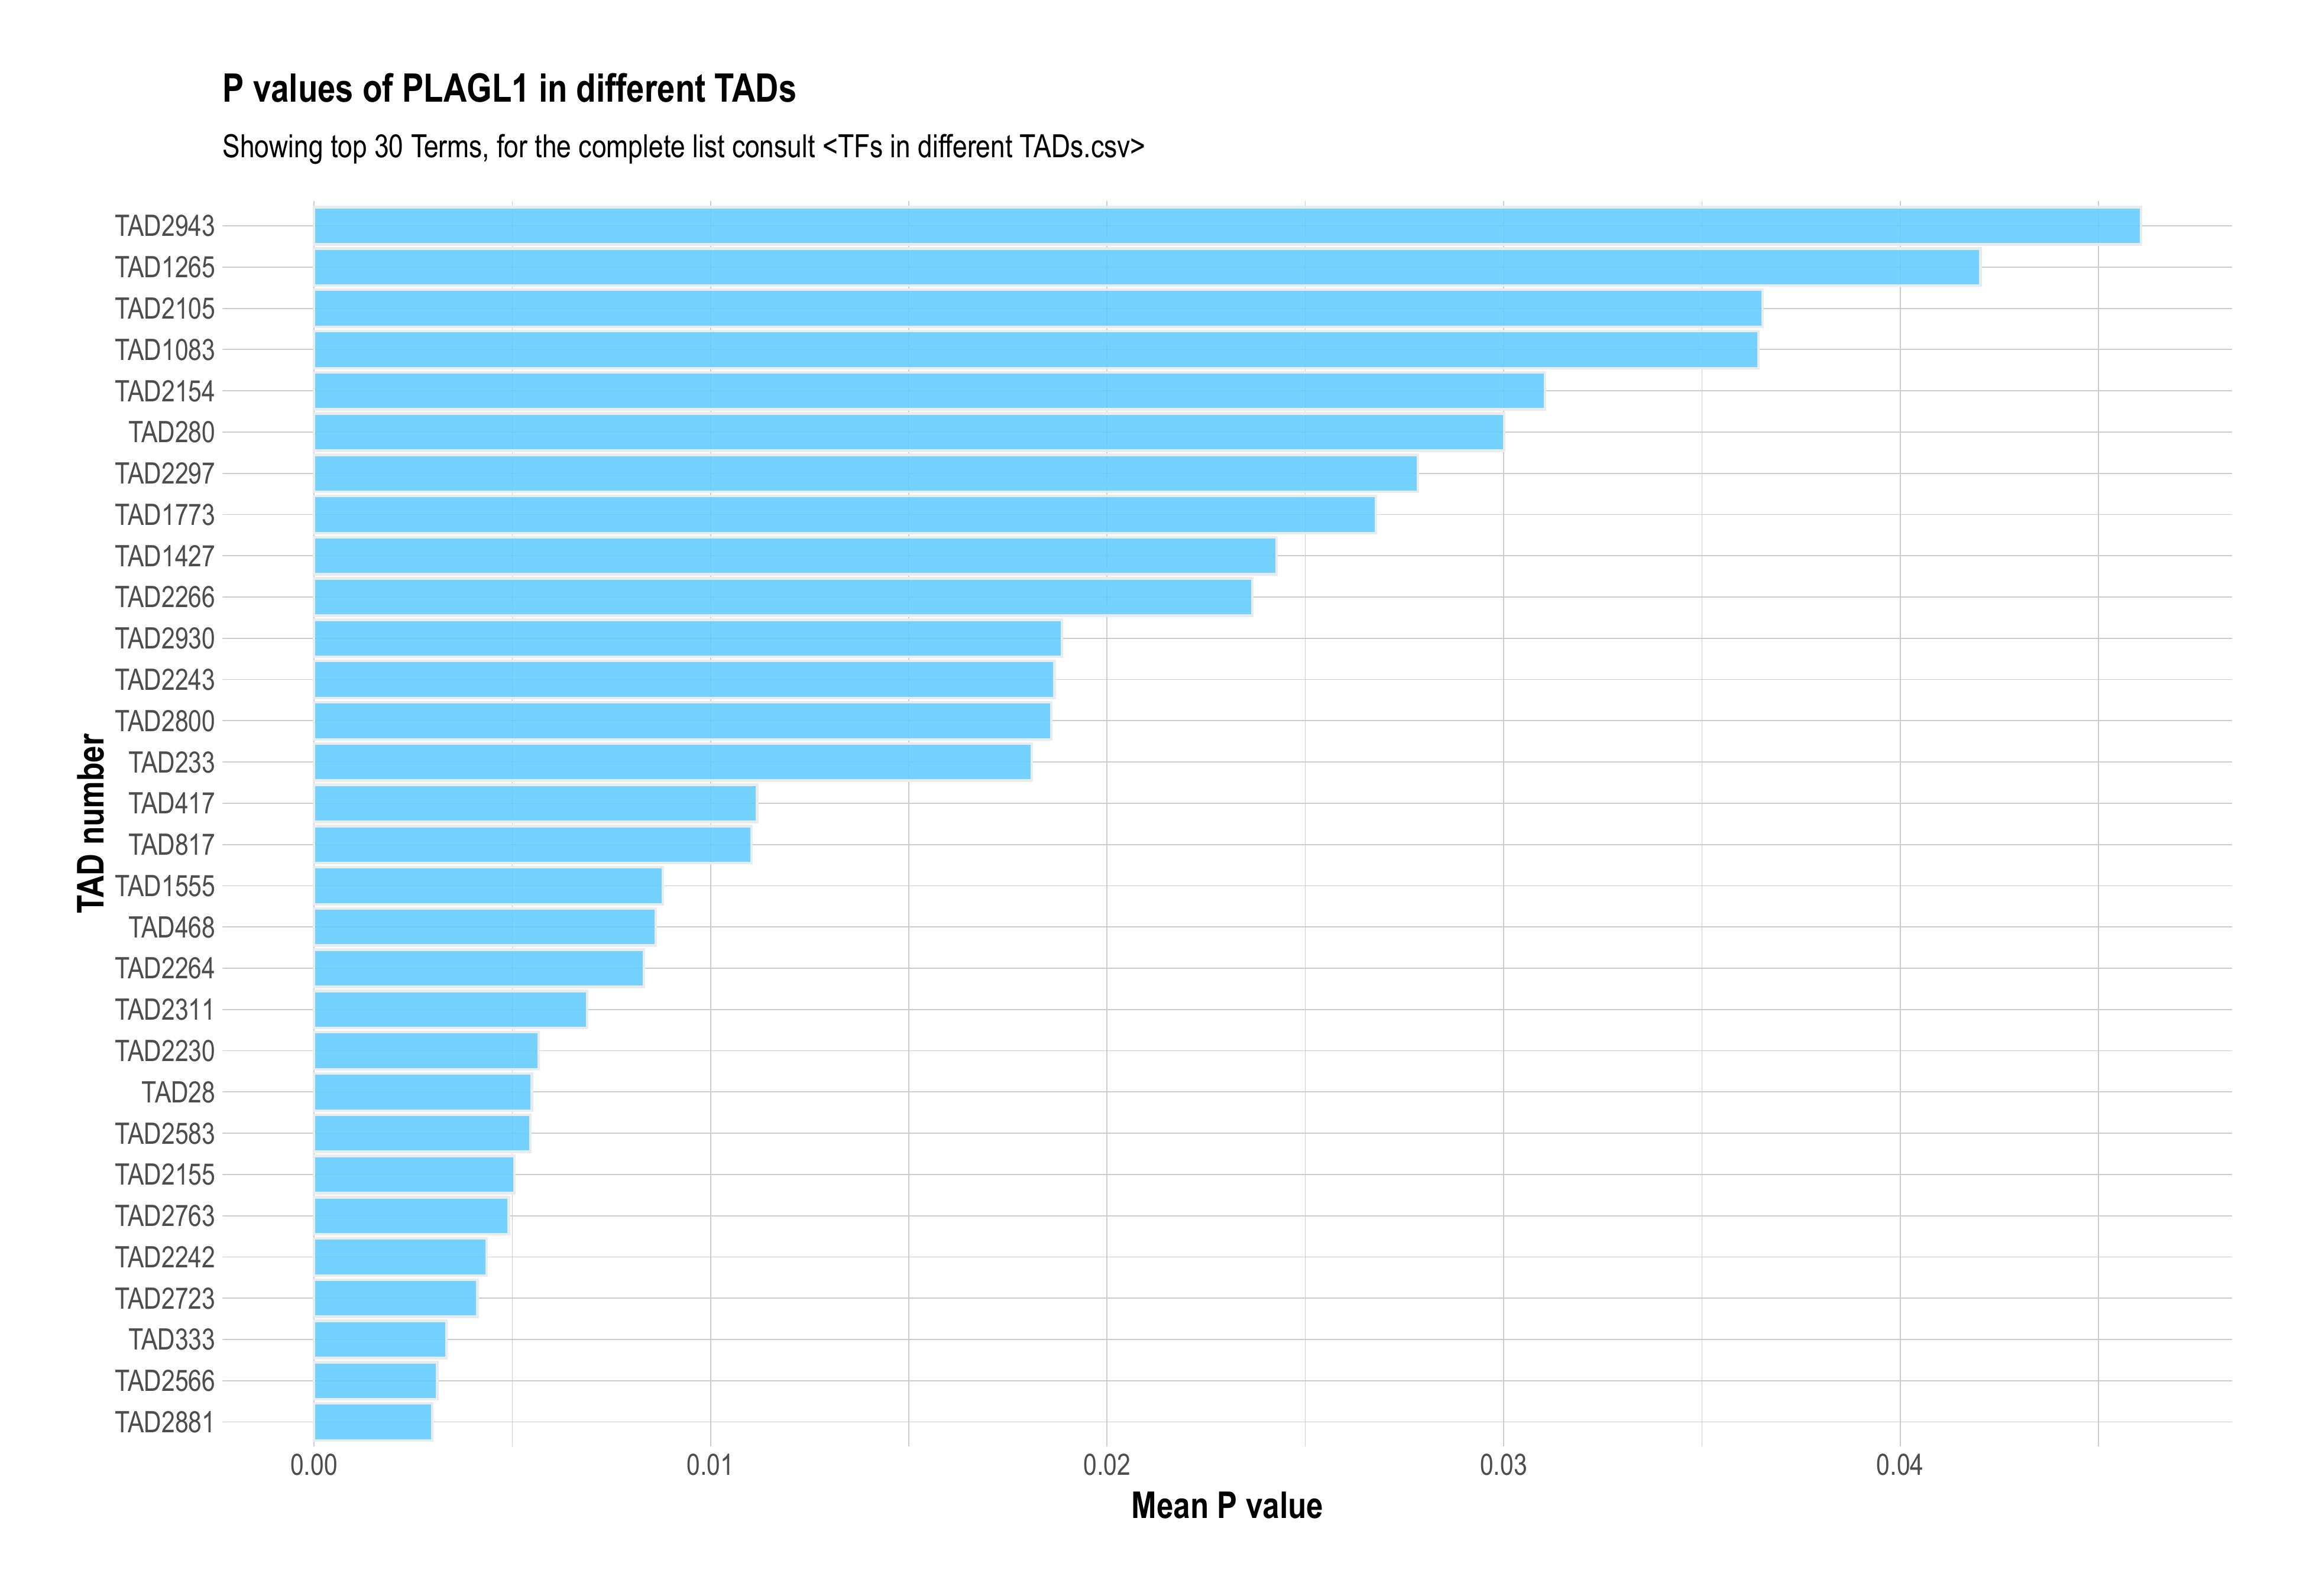 P values of PLAGL1 in different TADs
Showing top 30 Terms, for the complete list consult <TFs in different TADs.csv>
TAD number
TAD2943
TAD1265
TAD2105
TAD1083
TAD2154
TAD280
TAD2297
TAD1773
TAD1427
TAD2266
TAD2930
TAD2243
TAD2800
TAD233
TAD417
TAD817
TAD1555
TAD468
TAD2264
TAD2311
TAD2230
TAD28
TAD2583
TAD2155
TAD2763
TAD2242
TAD2723
TAD333
TAD2566
TAD2881
0.00 0.01 0.02 0.03 0.04
Mean P value